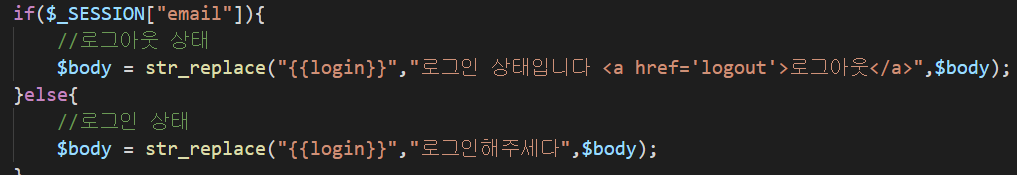 if($_SESSION["email"]){
//로그아웃 상태
$body = str_replace("{{login}}","로그인 상태입니다 <a href='logout'>로그아웃</a>",$body);
}else{
//로그인 상태
$body = str_replace("{{login}}","로그인해주세다",$body);
}